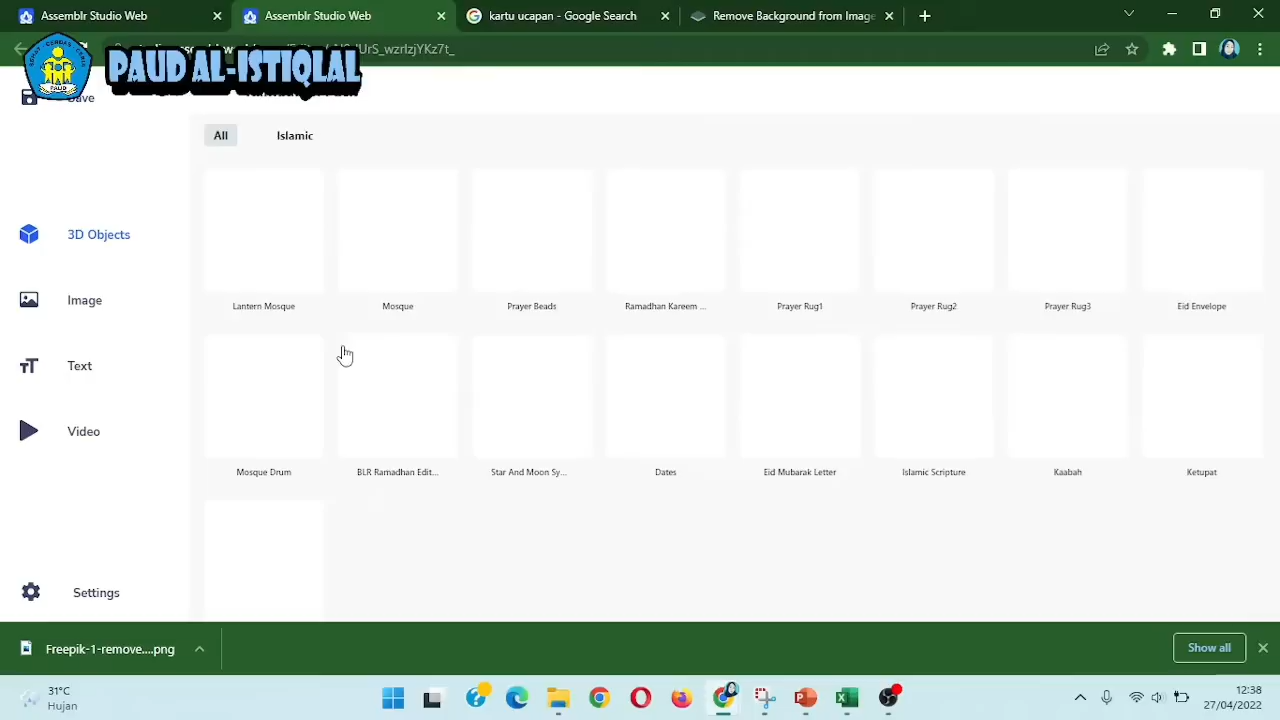 Assemblr Studio Web
Assemblr Studio Web
kartu ucapan - Google Search
Remove Background from Image
PAUD AL-ISTIQLAL
PAUD
Save
All
Islamic
3D Objects
Image
Text
Video
Settings
Lantern Mosque
Mosque
Prayer Beads
Ramadhan Kareem ...
Prayer Rug1
Prayer Rug2
Prayer Rug3
Eid Envelope
Mosque Drum
BLR Ramadhan Edit...
Star And Moon Sy...
Dates
Eid Mubarak Letter
Islamic Scripture
Kaabah
Ketupat
Freepik-1-remove....png
Show all
31°C
Hujan
12:38
27/04/2022